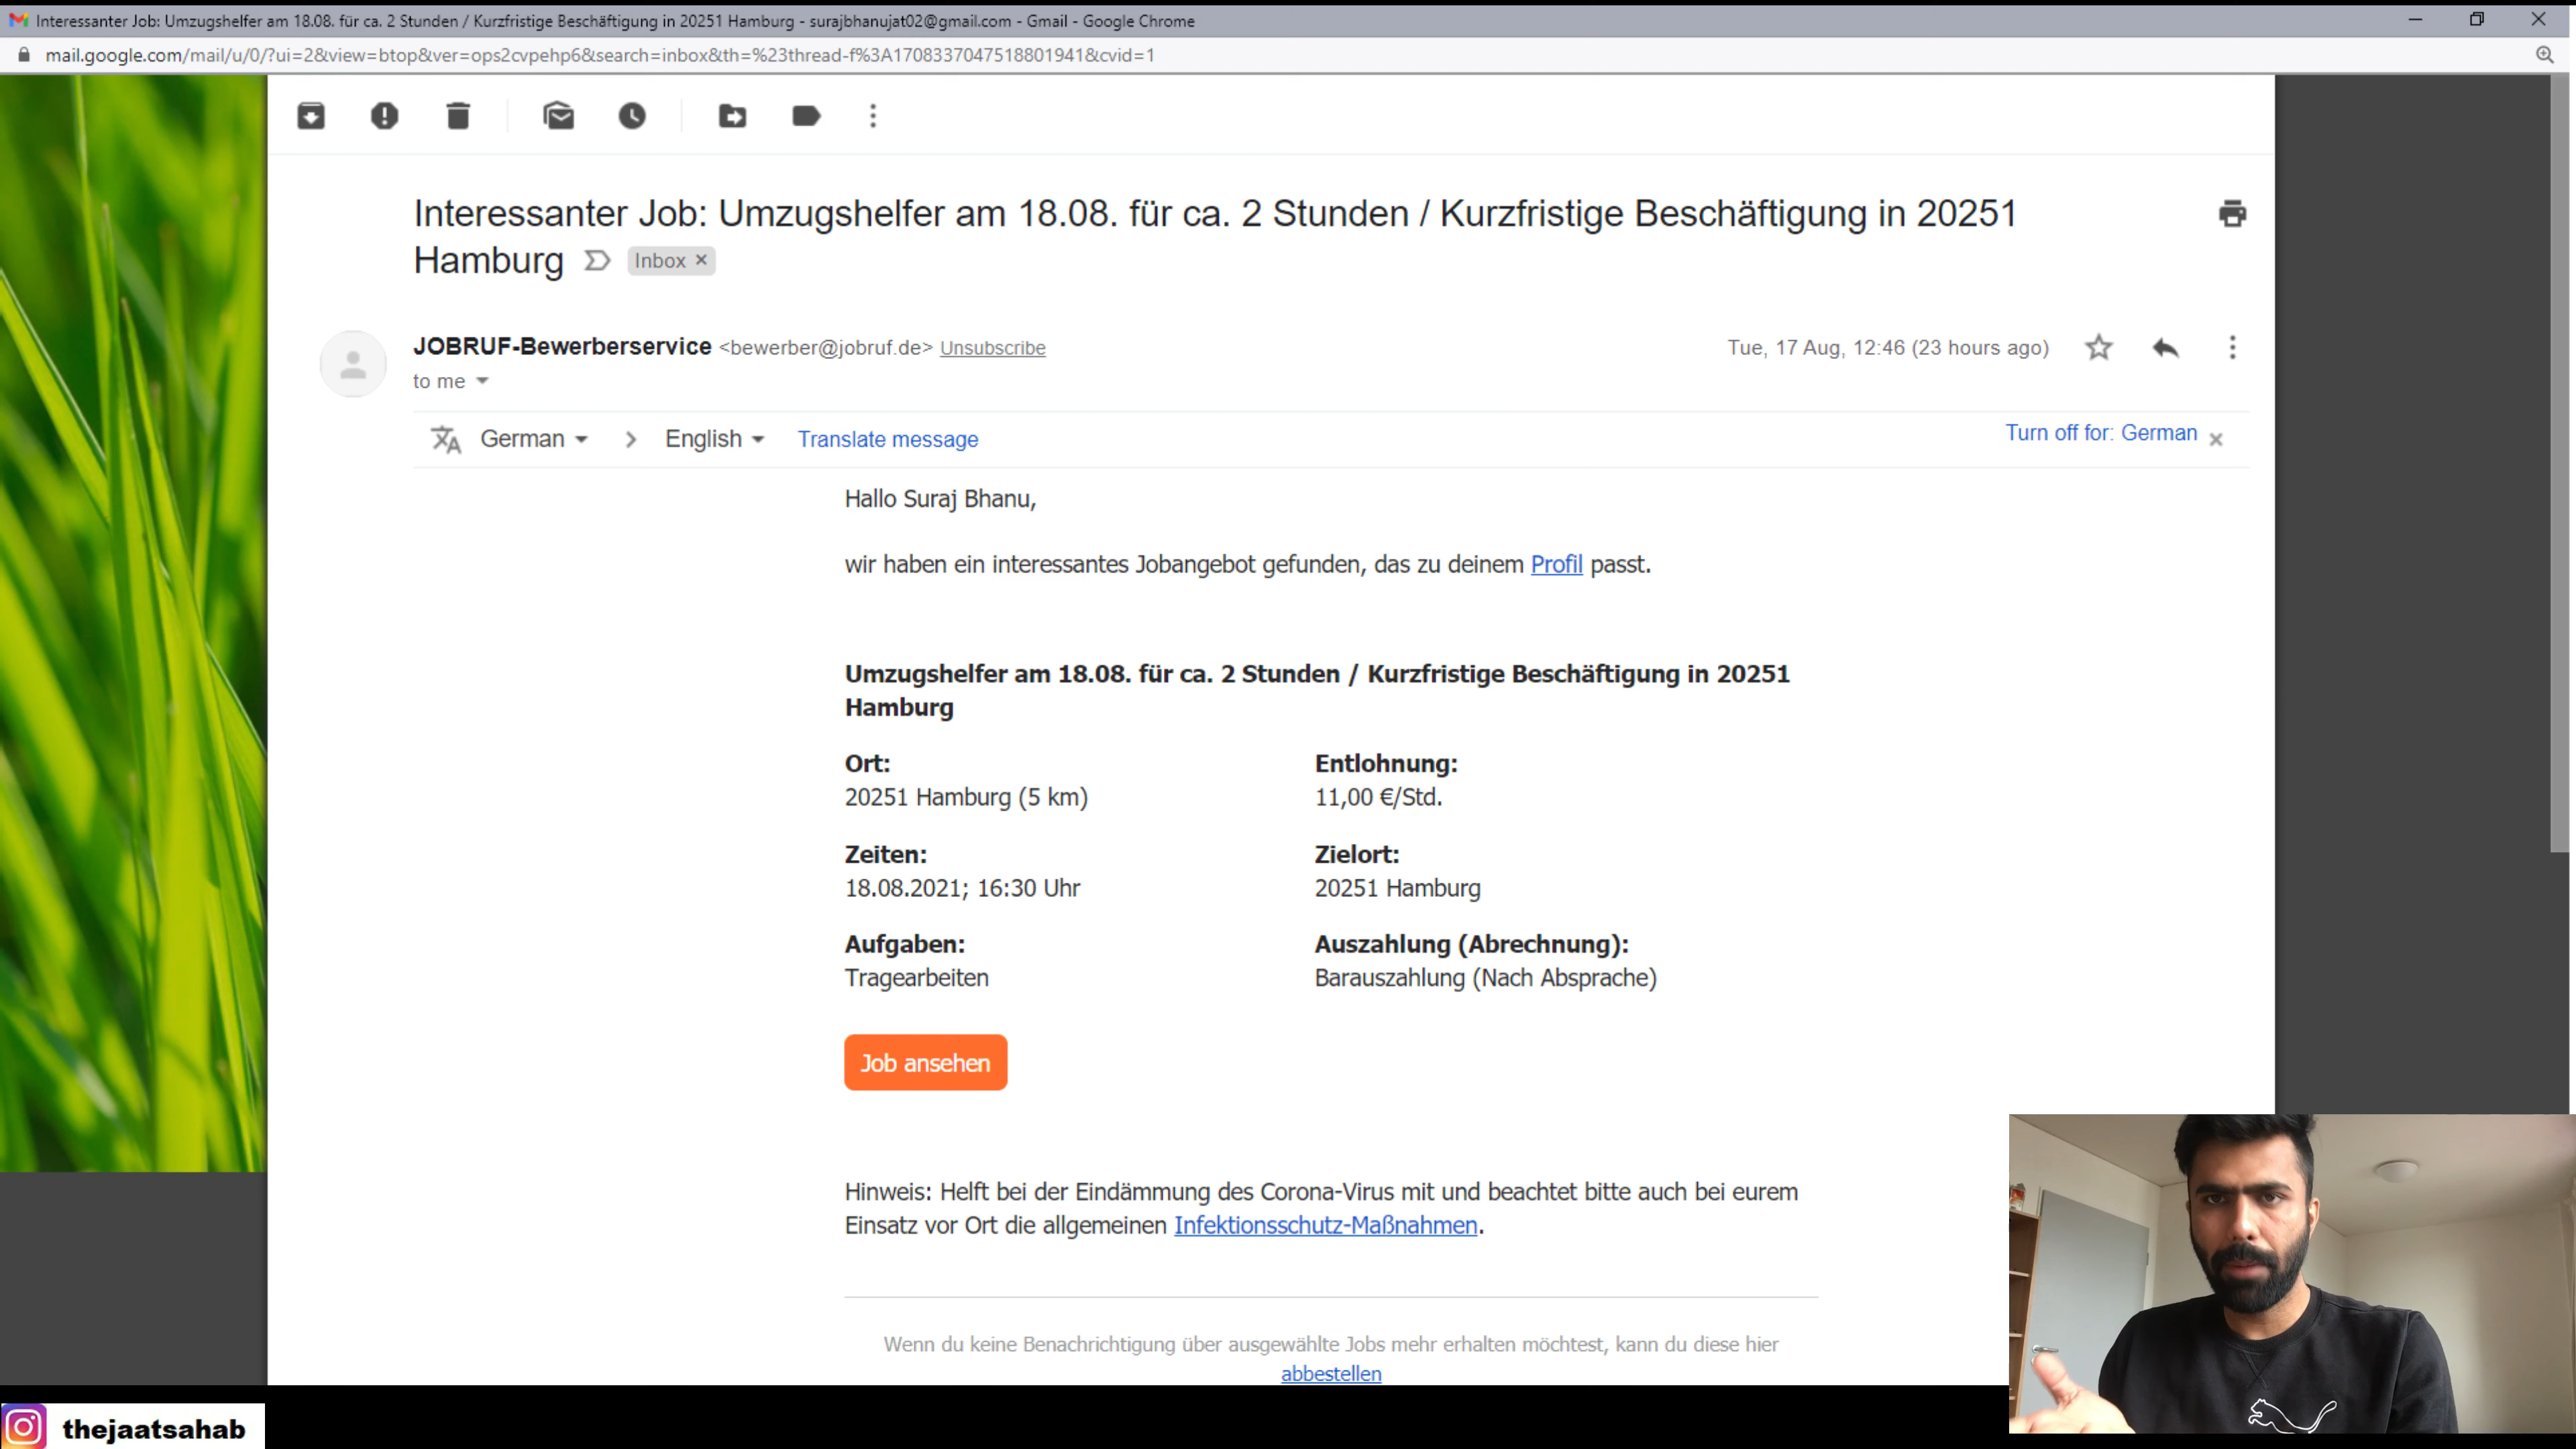 Interessanter Job: Umzugshelfer am 18.08. für ca. 2 Stunden / Kurzfristige Beschäftigung in 20251 Hamburg - surajbhanujat02@gmail.com - Gmail - Google Chrome
mail.google.com/mail/u/0/?ui=2&view=btop&ver=ops2cvpehp6&search=inbox&th=%23thread-f%3A1708337047518801941&cvid=1
Interessanter Job: Umzugshelfer am 18.08. für ca. 2 Stunden / Kurzfristige Beschäftigung in 20251
Hamburg Inbox ×
JOBRUF-Bewerberservice <bewerber@jobruf.de> Unsubscribe Tue, 17 Aug, 12:46 (23 hours ago)
to me
German > English Translate message Turn off for: German ×
Hallo Suraj Bhanu,
wir haben ein interessantes Jobangebot gefunden, das zu deinem Profil passt.
Umzugshelfer am 18.08. für ca. 2 Stunden / Kurzfristige Beschäftigung in 20251
Hamburg
Ort: Entlohnung:
20251 Hamburg (5 km) 11,00 €/Std.
Zeiten: Zielort:
18.08.2021; 16:30 Uhr 20251 Hamburg
Aufgaben: Auszahlung (Abrechnung):
Tragearbeiten Barauszahlung (Nach Absprache)
Job ansehen
Hinweis: Helft bei der Eindämmung des Corona-Virus mit und beachtet bitte auch bei eurem
Einsatz vor Ort die allgemeinen Infektionsschutz-Maßnahmen.
Wenn du keine Benachrichtigung über ausgewählte Jobs mehr erhalten möchtest, kann du diese hier
abbestellen
thejaatsahab